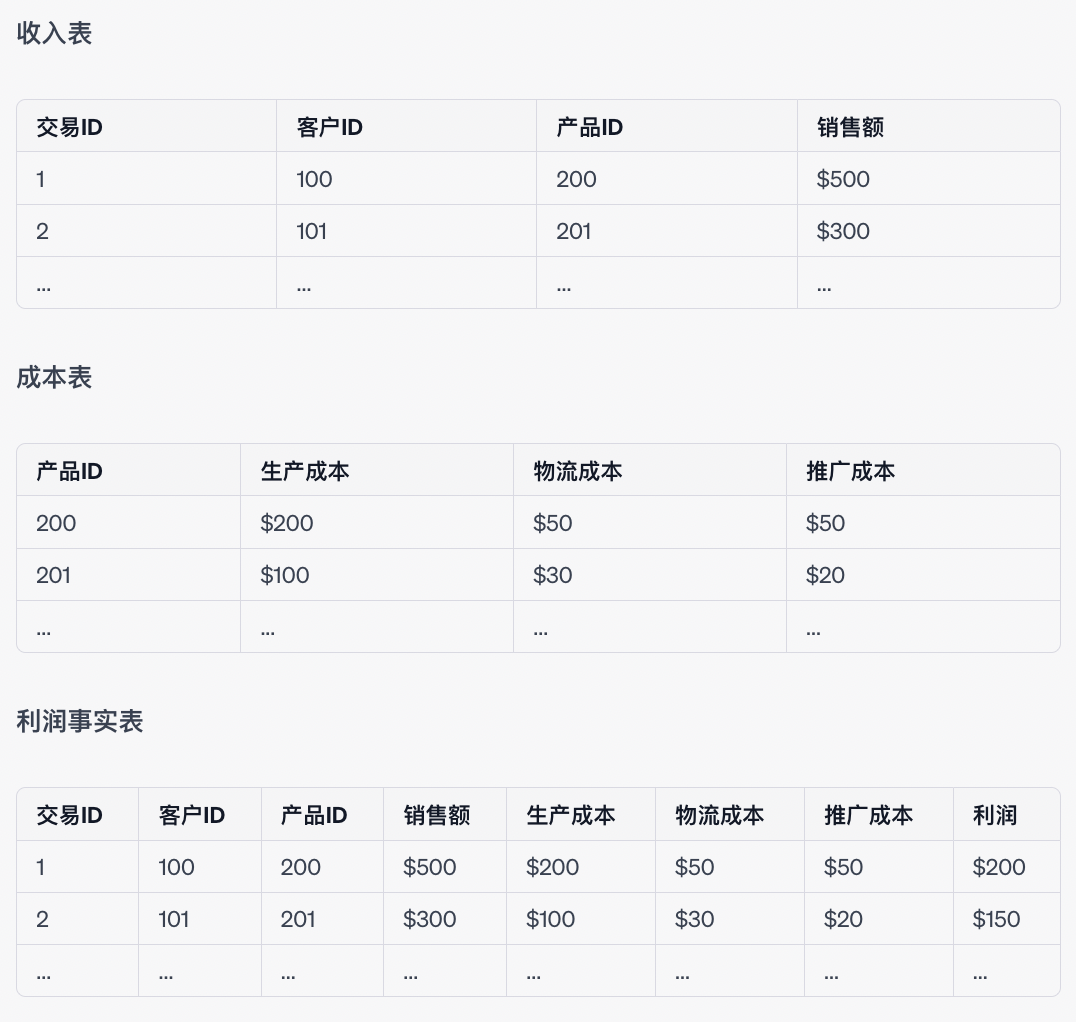 收入表
交易ID 客户ID 产品ID 销售额
1 100 200 $500
2 101 201 $300
... ... ... ...
成本表
产品ID 生产成本 物流成本 推广成本
200 $200 $50 $50
201 $100 $30 $20
... ... ... ...
利润事实表
交易ID 客户ID 产品ID 销售额 生产成本 物流成本 推广成本 利润
1 100 200 $500 $200 $50 $50 $200
2 101 201 $300 $100 $30 $20 $150
... ... ... ... ... ... ... ...